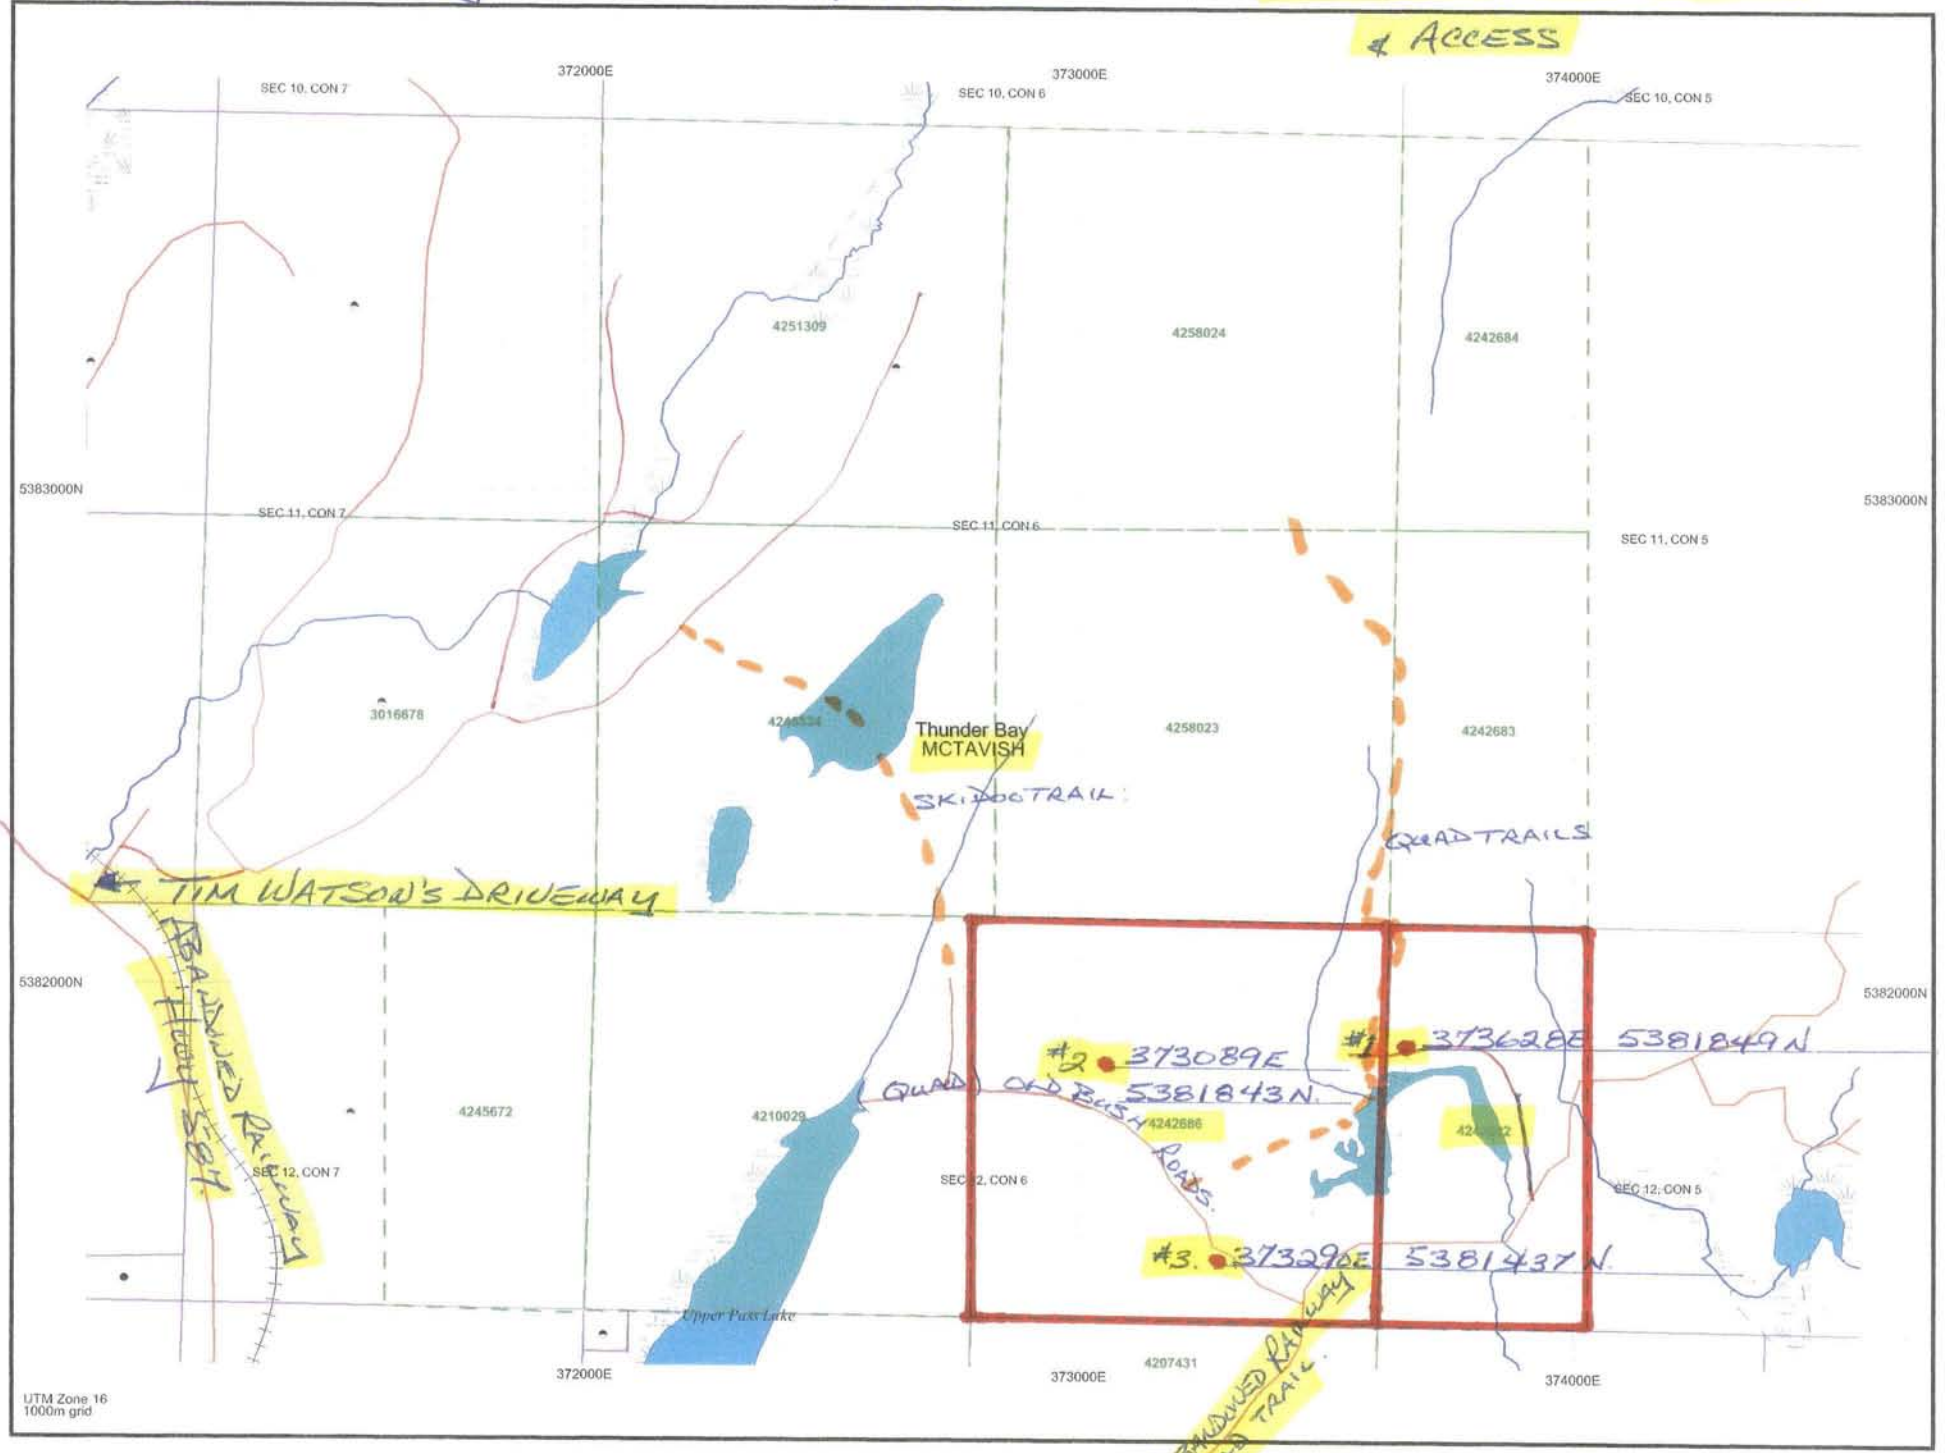 & ACCESS
372000E
373000E
374000E
SEC 10, CON 7
SEC 10, CON 6
SEC 10, CON 5
4251309
4258024
4242684
5383000N
5383000N
SEC 11, CON 7
SEC 11, CON 6
SEC 11, CON 5
3016678
4258023
4242683
Thunder Bay
MCTAVISH
SKIDOO TRAIL:
QUAD TRAILS
TIM WATSON'S DRIVEWAY
ABANDONED RAILWAY
HWY 587.
5382000N
5382000N
#1 373628E 5381849N
#2 373089E
5381843N.
QUAD, OLD BUSH ROADS.
4245672
4210029
4242686
SEC 12, CON 7
SEC 12, CON 6
SEC 12, CON 5
#3. 373290E 5381437N.
Upper Pass Lake
ABANDONED RAILWAY
TRAIL.
4207431
372000E
373000E
374000E
UTM Zone 16
1000m grid